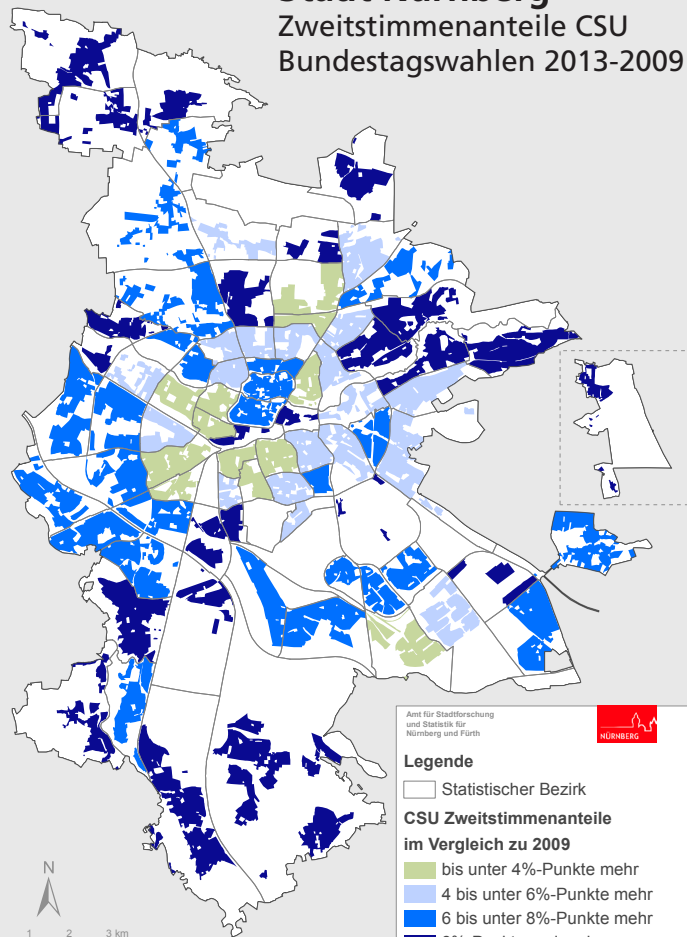 Stadt Nürnberg
Zweitstimmenanteile CSU
Bundestagswahlen 2013-2009
Amt für Stadtforschung
und Statistik für
Nürnberg und Fürth
NÜRNBERG
Legende
Statistischer Bezirk
CSU Zweitstimmenanteile
im Vergleich zu 2009
bis unter 4%-Punkte mehr
4 bis unter 6%-Punkte mehr
6 bis unter 8%-Punkte mehr
N
1 2 3 km